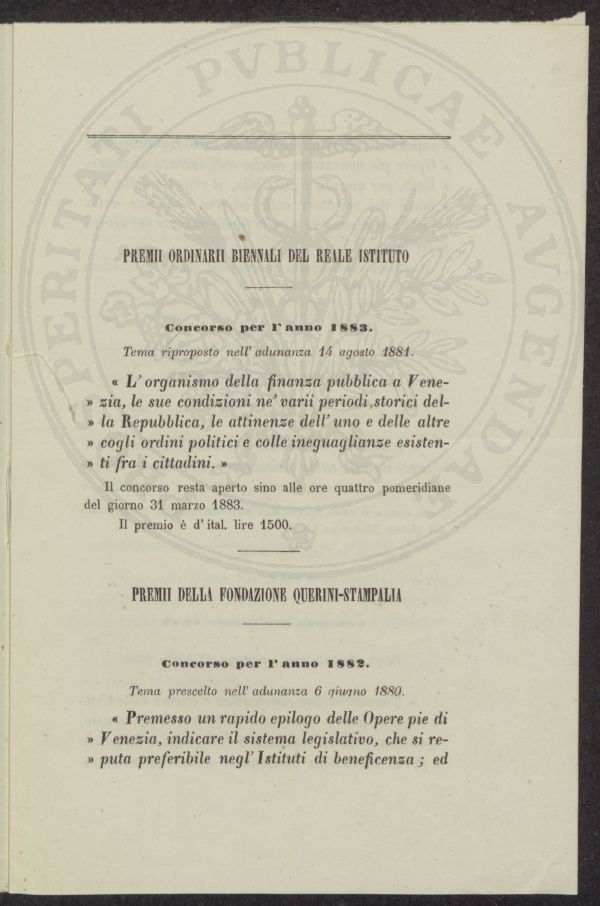 PREMII ORDINARII BIENNALI DEL REALE ISTITUTO
Concorso per l'anno 1883.
Tema riproposto nell'adunanza 14 agosto 1881.
« L'organismo della finanza pubblica a Vene-
» zia, le sue condizioni ne' varii periodi storici del-
» la Repubblica, le attinenze dell'uno e delle altre
» cogli ordini politici e colle ineguaglianze esisten-
» ti fra i cittadini. »
Il concorso resta aperto sino alle ore quattro pomeridiane
del giorno 31 marzo 1883.
Il premio è d'ital. lire 1500.
PREMII DELLA FONDAZIONE QUERINI-STAMPALIA
Concorso per l'anno 1882.
Tema prescelto nell'adunanza 6 giugno 1880.
« Premesso un rapido epilogo delle Opere pie di
» Venezia, indicare il sistema legislativo, che si re-
» puta preferibile negl'Istituti di beneficenza ; ed
PROSPERITATI PVBLICAE AVGENDAE